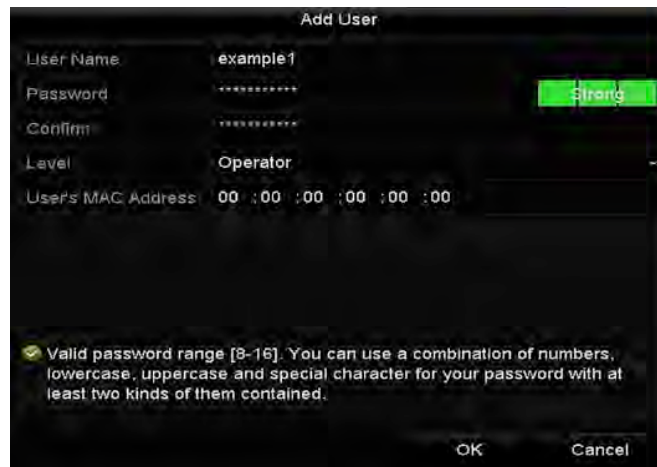 Add User
User Name example1
Password ***********
Strong
Confirm ***********
Level Operator
User's MAC Address 00 :00 :00 :00 :00 :00
Valid password range [8-16]. You can use a combination of numbers,
lowercase, uppercase and special character for your password with at
least two kinds of them contained.
OK Cancel